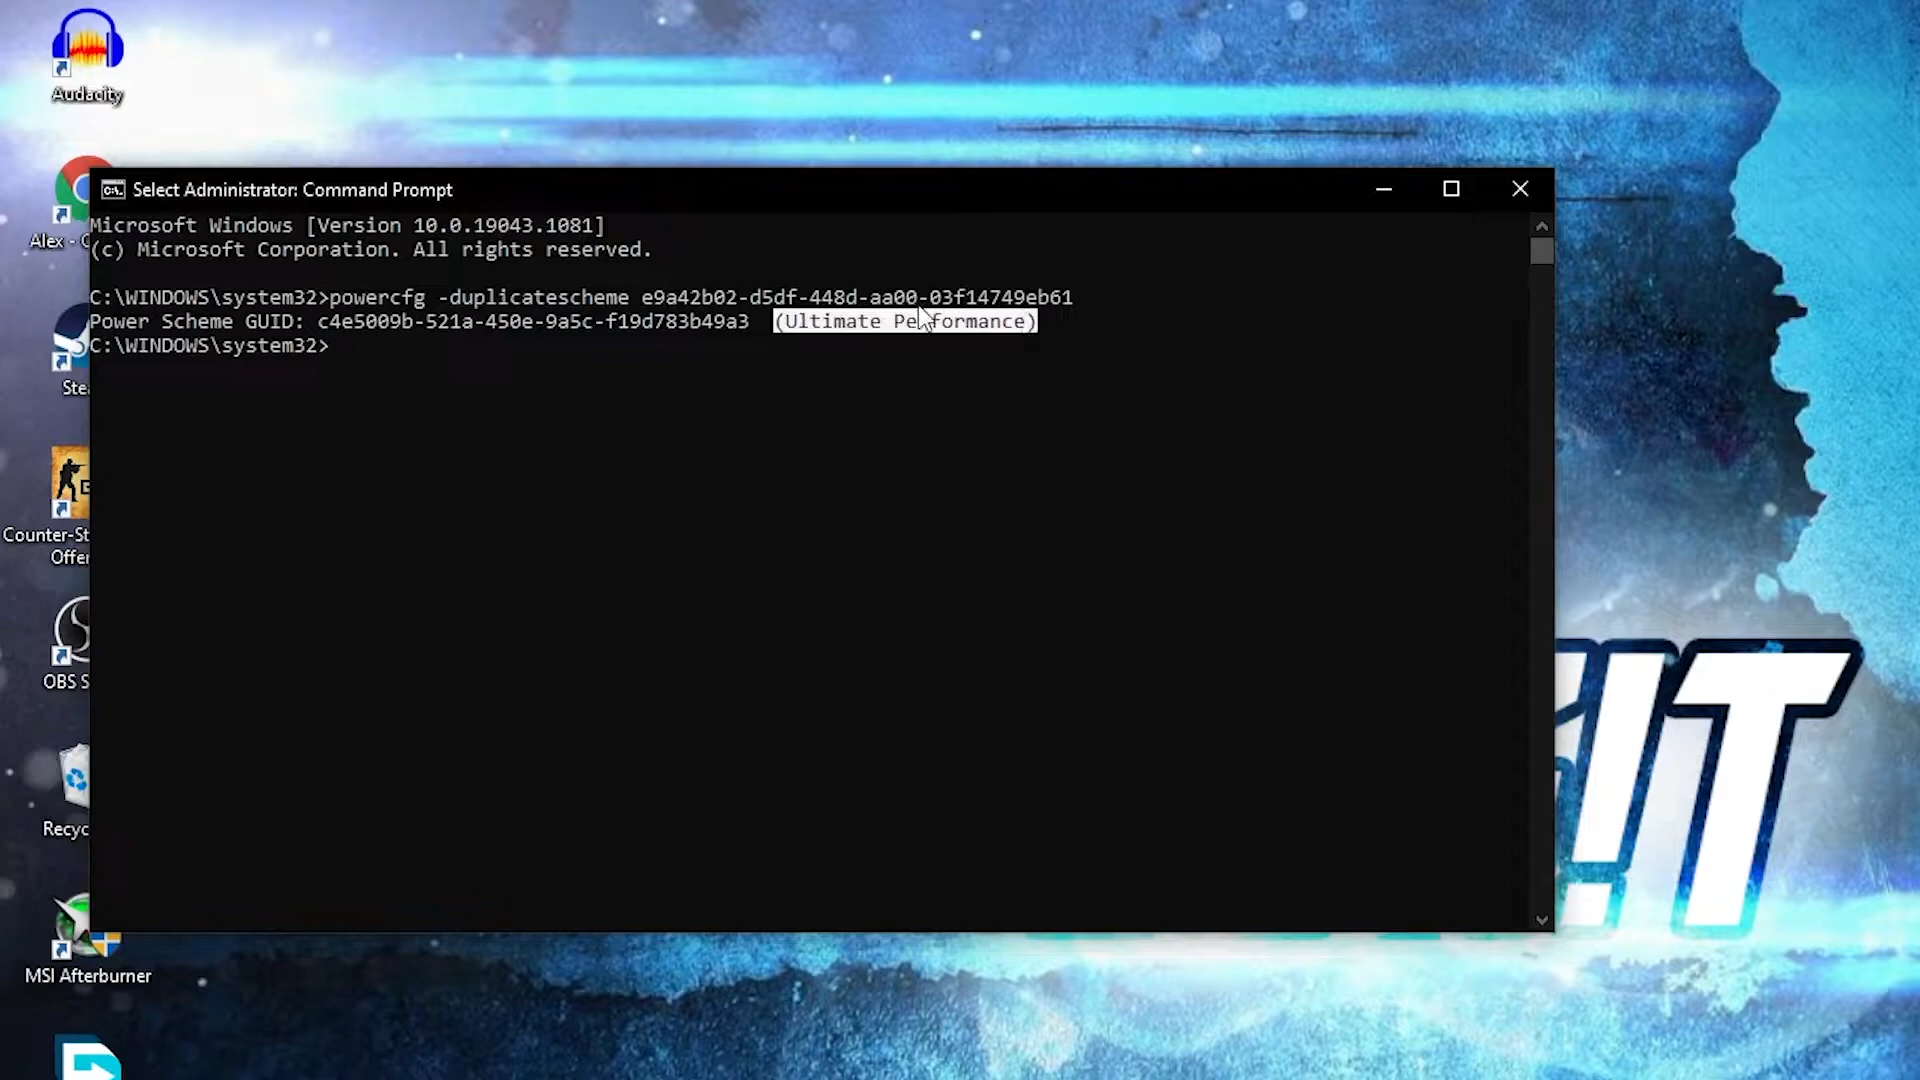 Audacity
Select Administrator: Command Prompt
Microsoft Windows [Version 10.0.19043.1081]
(c) Microsoft Corporation. All rights reserved.
C:\WINDOWS\system32>powercfg -duplicatescheme e9a42b02-d5df-448d-aa00-03f14749eb61
Power Scheme GUID: c4e5009b-521a-450e-9a5c-f19d783b49a3 (Ultimate Performance)
C:\WINDOWS\system32>
Alex -
Counter-St
Offe
OBS S
Recyc
MSI Afterburner
IT